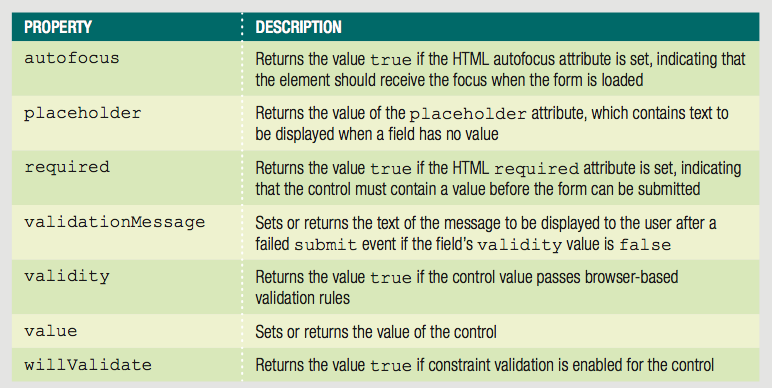 PROPERTY DESCRIPTION
autofocus Returns the value true if the HTML autofocus attribute is set, indicating that
the element should receive the focus when the form is loaded
placeholder Returns the value of the placeholder attribute, which contains text to
be displayed when a field has no value
required Returns the value true if the HTML required attribute is set, indicating
that the control must contain a value before the form can be submitted
validationMessage Sets or returns the text of the message to be displayed to the user after a
failed submit event if the field's validity value is false
validity Returns the value true if the control value passes browser-based
validation rules
value Sets or returns the value of the control
willValidate Returns the value true if constraint validation is enabled for the control